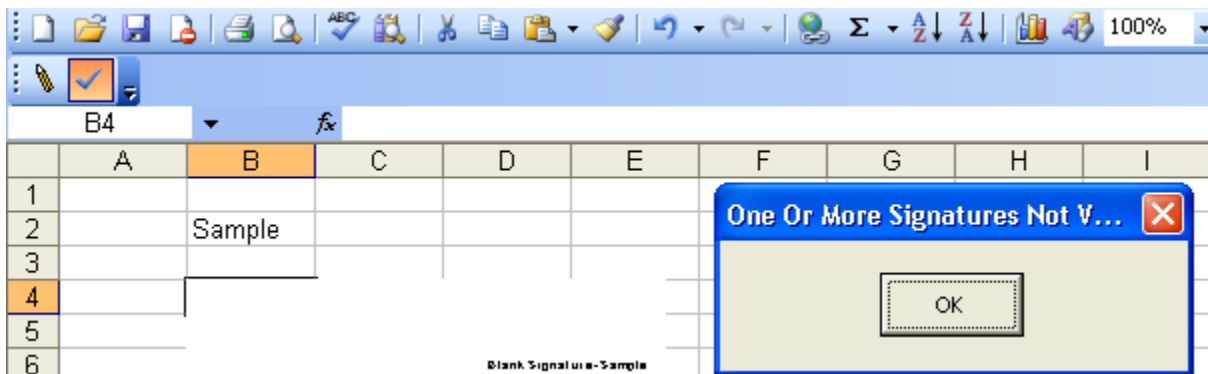 ABC Σ A Z Z A 100%
B4 fx
A B C D E F G H I
1
2 Sample
3
4
5
6 Blank Signature-Sample
One Or More Signatures Not V...
OK